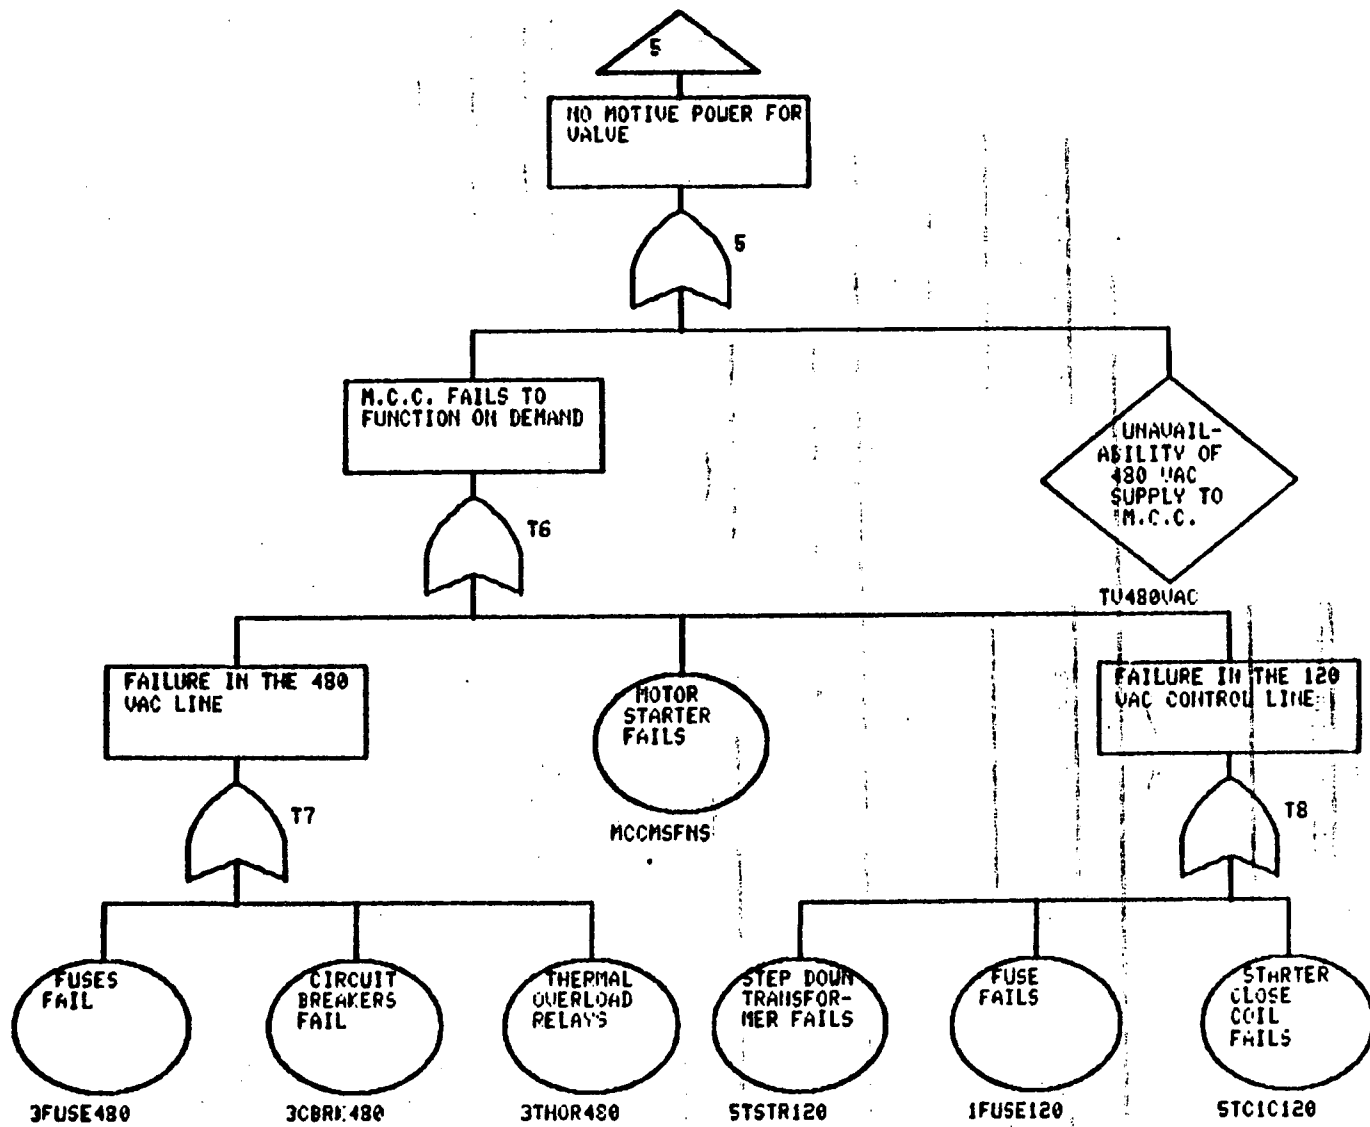 5
NO MOTIVE POWER FOR
VALVE
5
M.C.C. FAILS TO
FUNCTION ON DEMAND
T6
UNAVAIL-
ABILITY OF
480 VAC
SUPPLY TO
M.C.C.
TV480VAC
FAILURE IN THE 480
VAC LINE
T7
MOTOR
STARTER
FAILS
MCCMSFNS
FAILURE IN THE 120
VAC CONTROL LINE
T8
FUSES
FAIL
3FUSE480
CIRCUIT
BREAKERS
FAIL
3CBRK480
THERMAL
OVERLOAD
RELAYS
3THOR480
STEP DOWN
TRANSFOR-
MER FAILS
STSTR120
FUSE
FAILS
1FUSE120
STARTER
CLOSE
COIL
FAILS
STC1C120